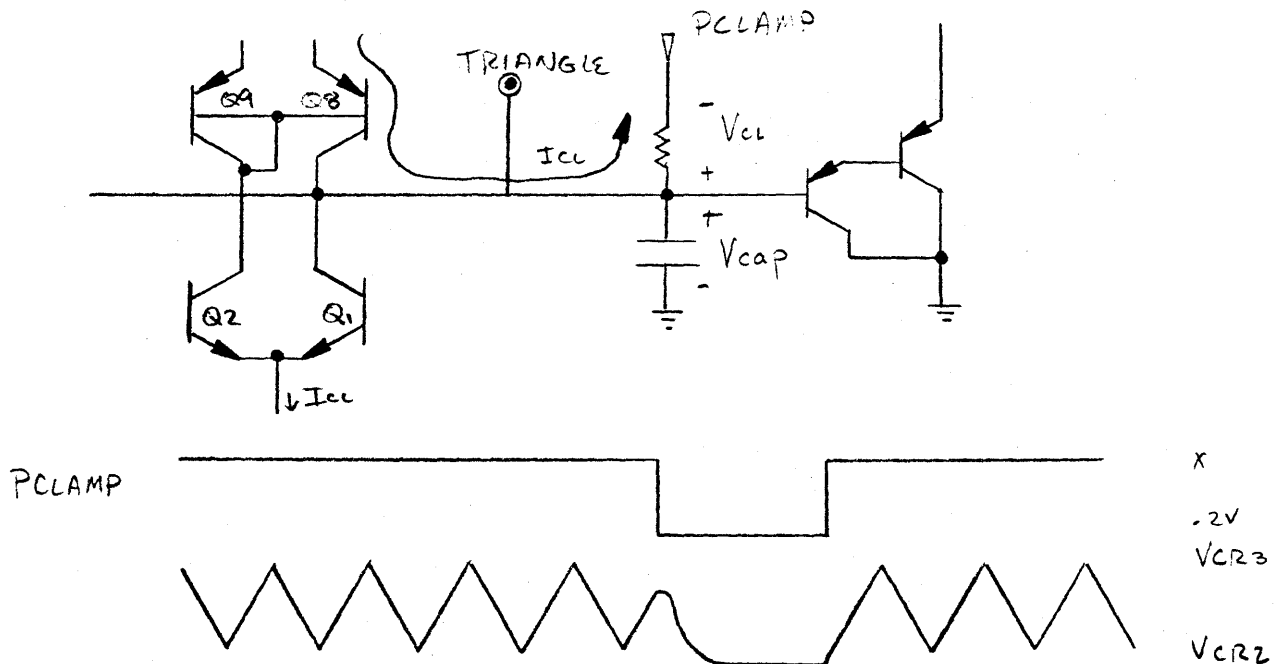 PCLAMP
TRIANGLE
Q9
Q8
VCL
-
+
ICL
+
Vcap
-
Q2
Q1
↓ ICL
PCLAMP
X
.2V
VCR3
VCR2